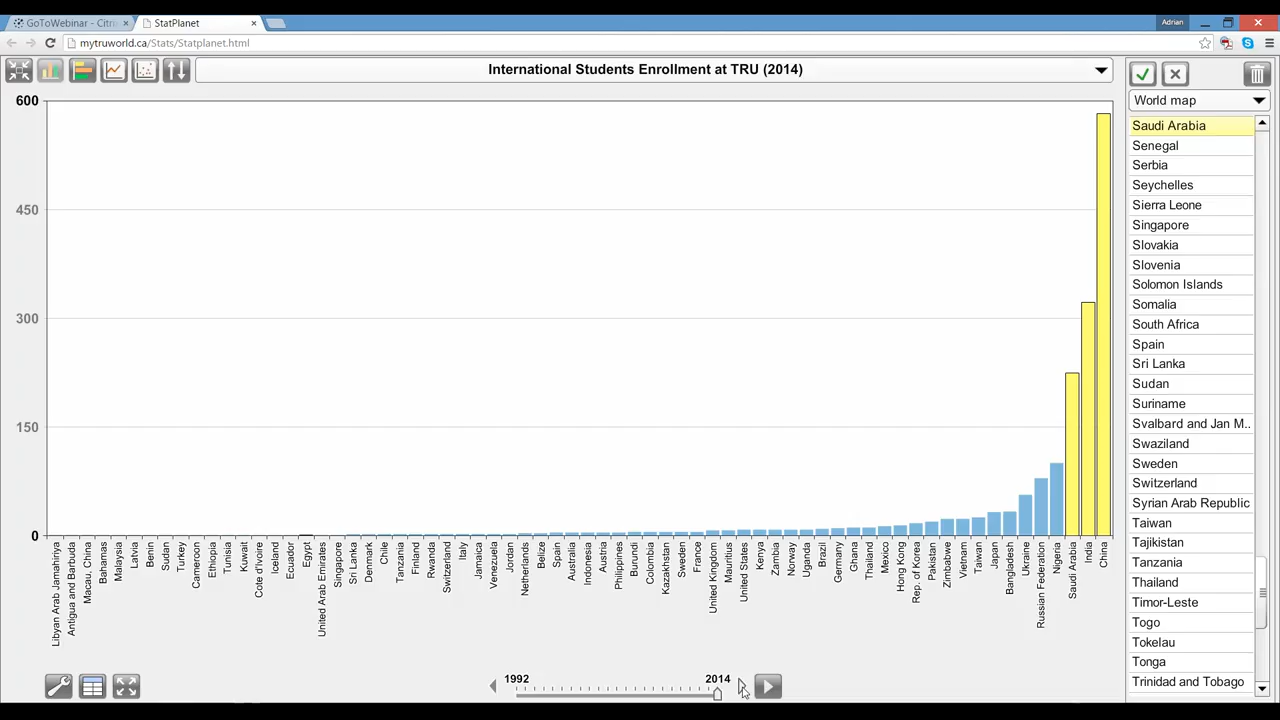 GoToWebinar - Citri
StatPlanet
Adrian
mytruworld.ca/Stats/Statplanet.html
International Students Enrollment at TRU (2014)
600
450
300
150
0
Libyan Arab Jamahiriya
Antigua and Barbuda
Macau, China
Bahamas
Malaysia
Latvia
Benn
Sudan
Turkey
Cameroon
Ethiopia
Tunisia
Kuwait
Cote d'Ivoire
Iceland
Ecuador
Egypt
United Arab Emirates
Singapore
Sri Lanka
Denmark
Chile
Tanzania
Finland
Rwanda
Switzerland
Italy
Jamaica
Venezuela
Jordan
Netherlands
Belize
Spain
Australia
Indonesia
Austria
Philippines
Burundi
Colombia
Kazakhstan
Sweden
France
United Kingdom
Mauritius
United States
Kenya
Zambia
Norway
Uganda
Brazil
Germany
Ghana
Thailand
Mexico
Hong Kong
Rep. of Korea
Pakistan
Zimbabwe
Vietnam
Taiwan
Japan
Bangladesh
Ukraine
Russian Federation
Nigeria
Saudi Arabia
India
China
1992
2014
World map
Saudi Arabia
Senegal
Serbia
Seychelles
Sierra Leone
Singapore
Slovakia
Slovenia
Solomon Islands
Somalia
South Africa
Spain
Sri Lanka
Sudan
Suriname
Svalbard and Jan M..
Swaziland
Sweden
Switzerland
Syrian Arab Republic
Taiwan
Tajikistan
Tanzania
Thailand
Timor-Leste
Togo
Tokelau
Tonga
Trinidad and Tobago